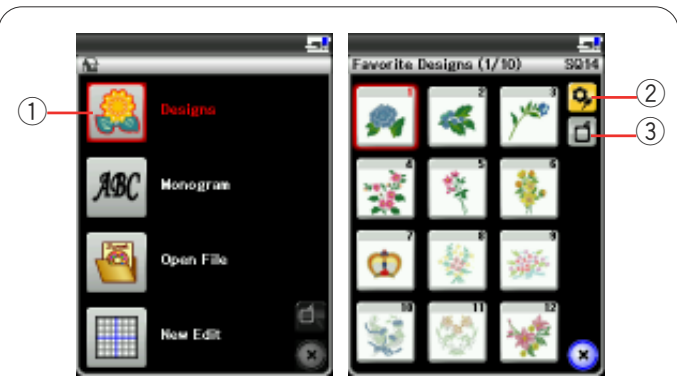 Favorite Designs (1/10) SQ14
① Designs
ABC Monogram
Open File
New Edit
1 2 3
4 5 6
7 8 9
10 11 12
②
③